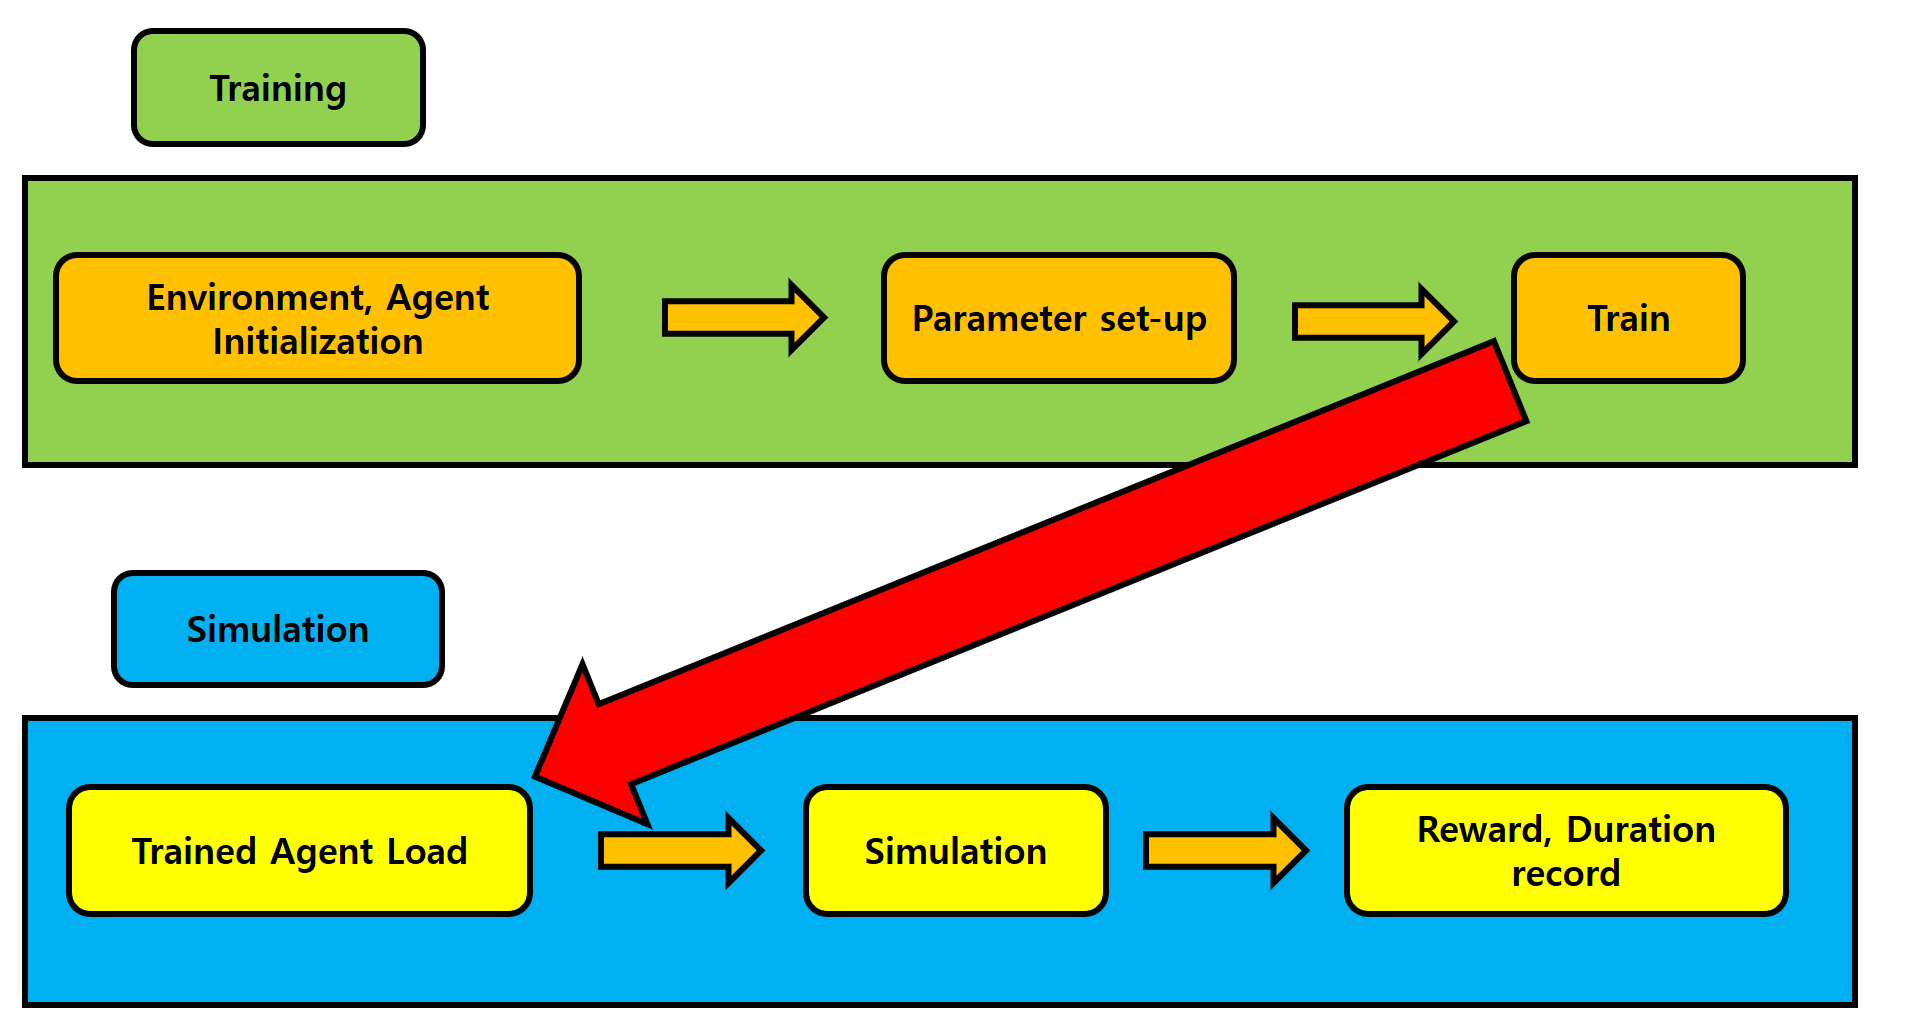 Training
Environment, Agent
Initialization
Parameter set-up
Train
Simulation
Trained Agent Load
Simulation
Reward, Duration
record